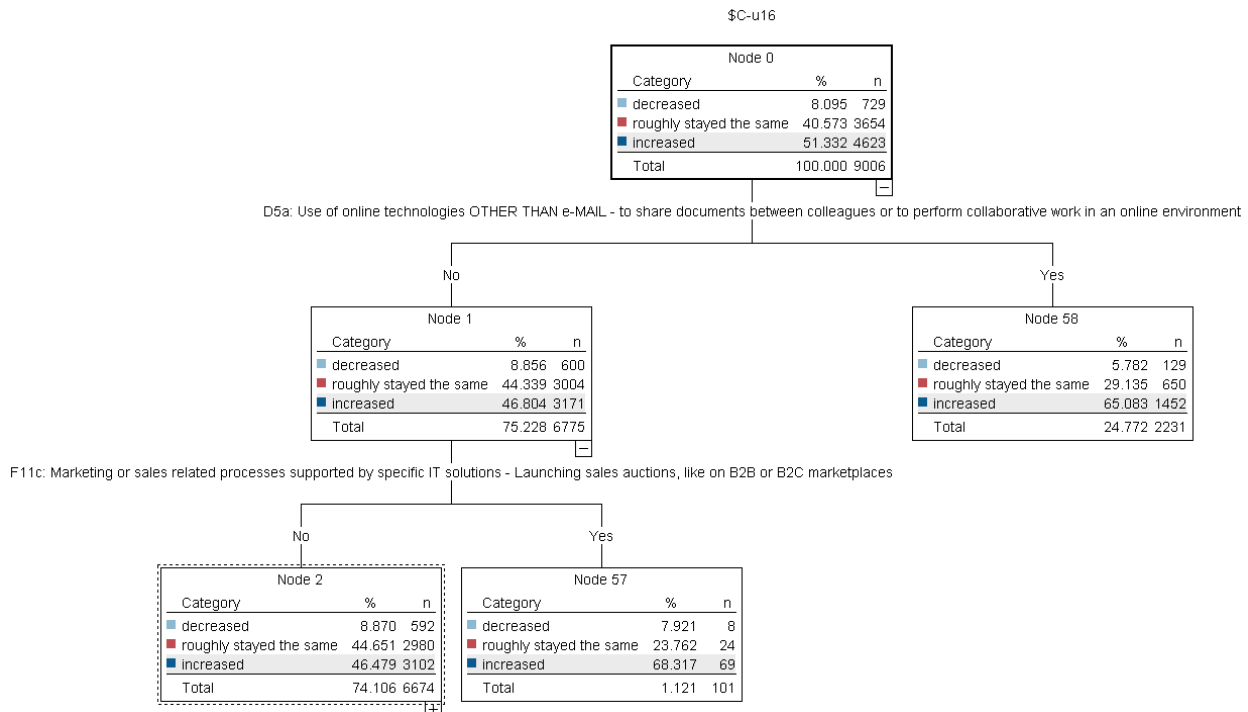 $C-u16
Node 0
Category % n
decreased 8.095 729
roughly stayed the same 40.573 3654
increased 51.332 4623
Total 100.000 9006
D5a: Use of online technologies OTHER THAN e-MAIL - to share documents between colleagues or to perform collaborative work in an online environment
No
Yes
Node 1
Category % n
decreased 8.856 600
roughly stayed the same 44.339 3004
increased 46.804 3171
Total 75.228 6775
Node 58
Category % n
decreased 5.782 129
roughly stayed the same 29.135 650
increased 65.083 1452
Total 24.772 2231
F11c: Marketing or sales related processes supported by specific IT solutions - Launching sales auctions, like on B2B or B2C marketplaces
No
Yes
Node 2
Category % n
decreased 8.870 592
roughly stayed the same 44.651 2980
increased 46.479 3102
Total 74.106 6674
Node 57
Category % n
decreased 7.921 8
roughly stayed the same 23.762 24
increased 68.317 69
Total 1.121 101